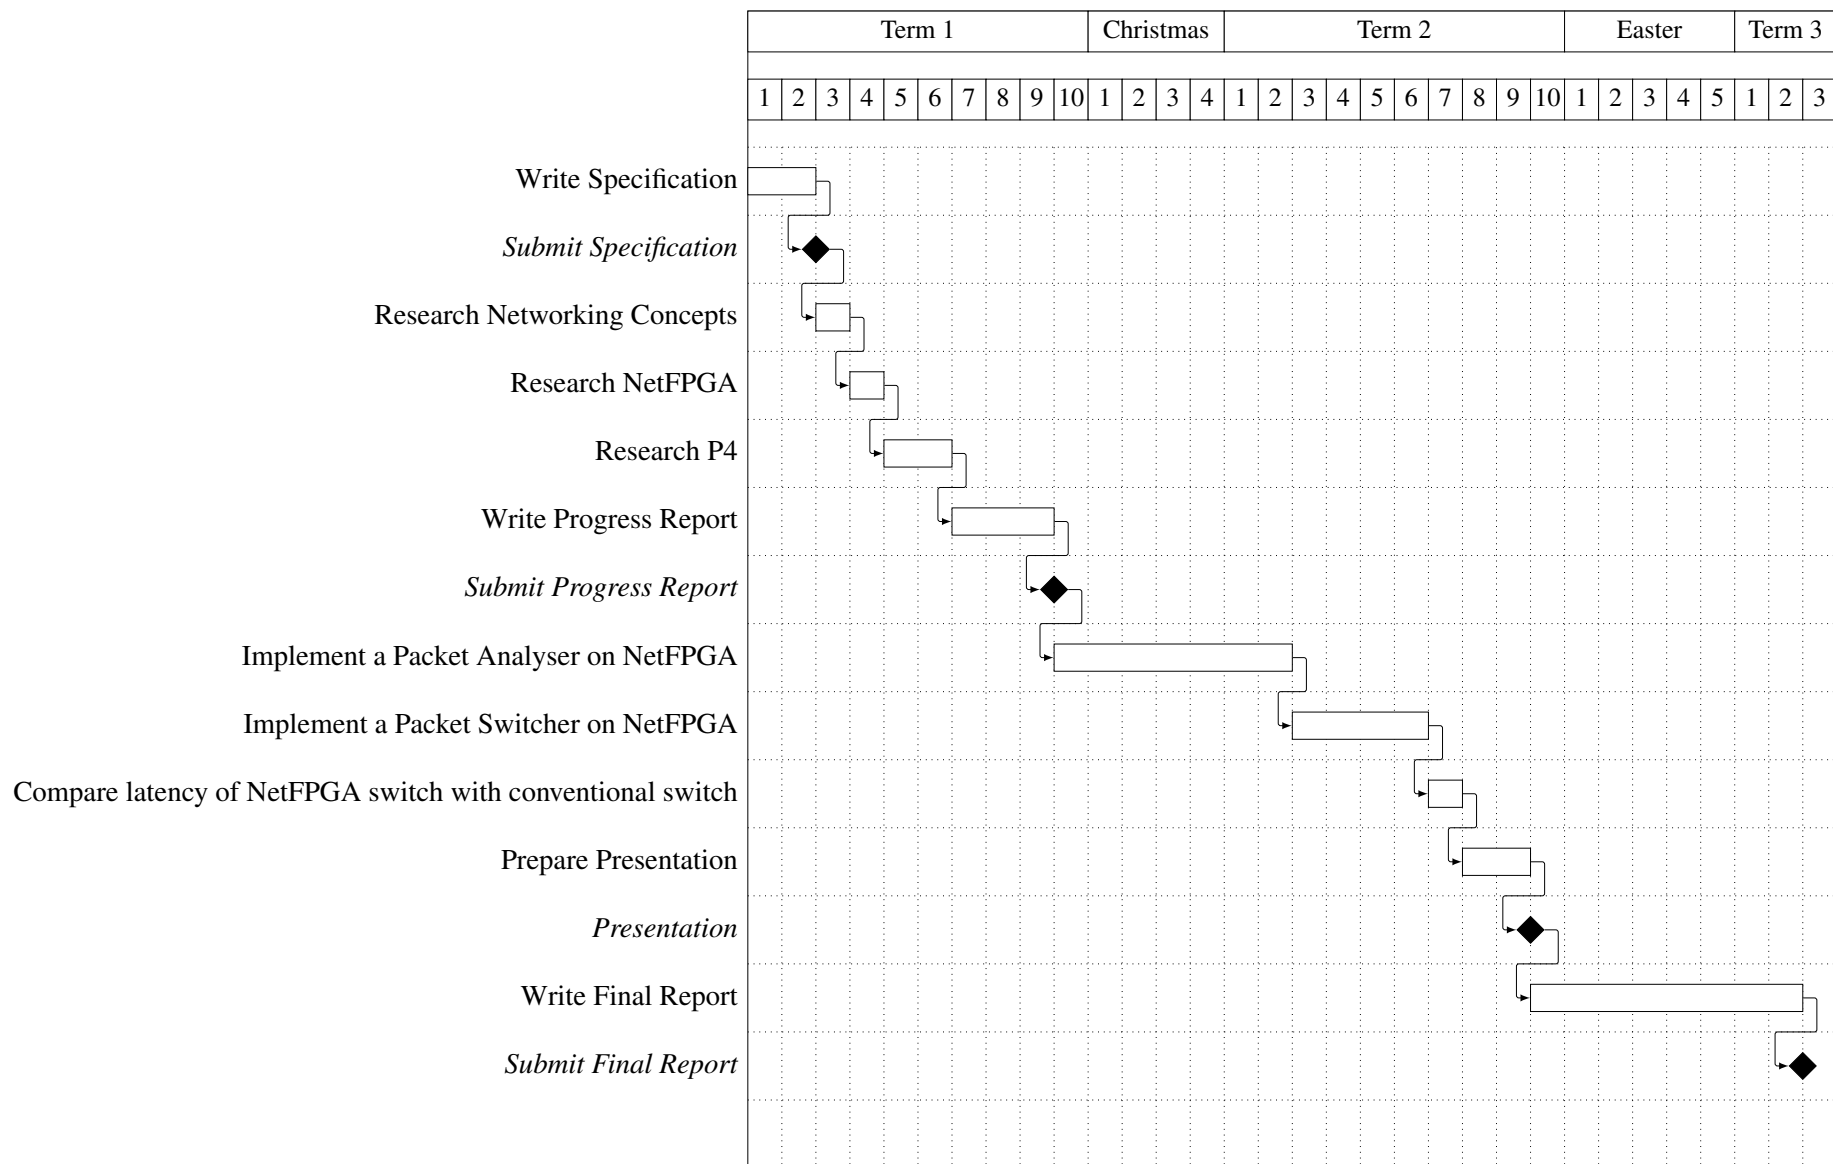 Term 1 Christmas Term 2 Easter Term 3
1 2 3 4 5 6 7 8 9 10 1 2 3 4 1 2 3 4 5 6 7 8 9 10 1 2 3 4 5 1 2 3
Write Specification
Submit Specification
Research Networking Concepts
Research NetFPGA
Research P4
Write Progress Report
Submit Progress Report
Implement a Packet Analyser on NetFPGA
Implement a Packet Switcher on NetFPGA
Compare latency of NetFPGA switch with conventional switch
Prepare Presentation
Presentation
Write Final Report
Submit Final Report